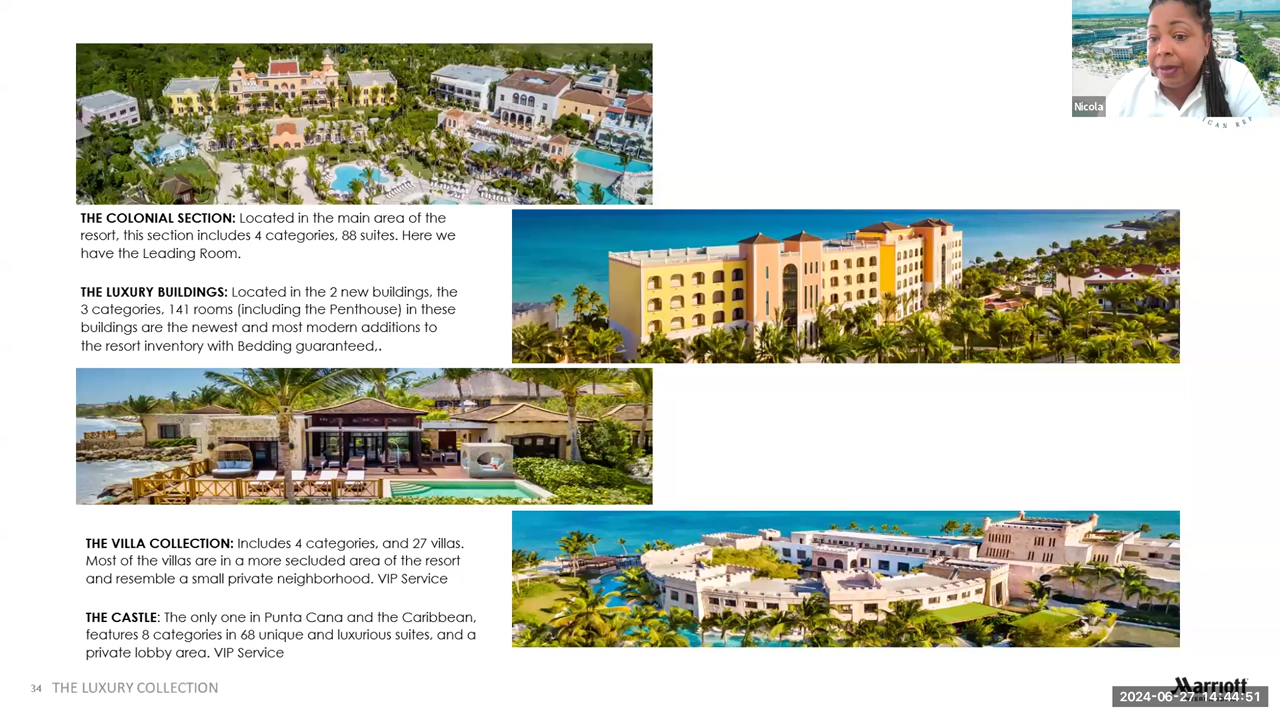 Nicola
CAN REP
THE COLONIAL SECTION: Located in the main area of the
resort, this section includes 4 categories, 88 suites. Here we
have the Leading Room.
THE LUXURY BUILDINGS: Located in the 2 new buildings, the
3 categories, 141 rooms (including the Penthouse) in these
buildings are the newest and most modern additions to
the resort inventory with Bedding guaranteed,.
THE VILLA COLLECTION: Includes 4 categories, and 27 villas.
Most of the villas are in a more secluded area of the resort
and resemble a small private neighborhood. VIP Service
THE CASTLE: The only one in Punta Cana and the Caribbean,
features 8 categories in 68 unique and luxurious suites, and a
private lobby area. VIP Service
34 THE LUXURY COLLECTION
Marriott
2024-06-27 14:44:51